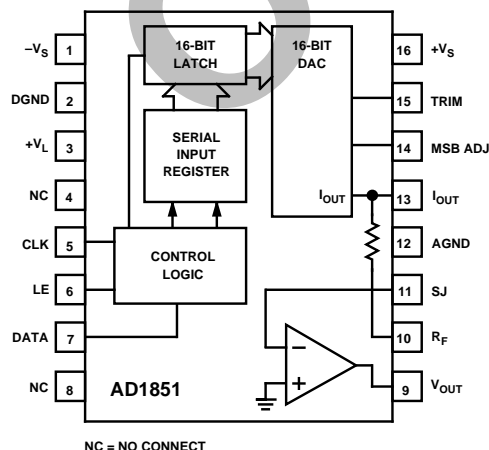 –VS 1
DGND 2
+VL 3
NC 4
CLK 5
LE 6
DATA 7
NC 8
16-BIT
LATCH
SERIAL
INPUT
REGISTER
CONTROL
LOGIC
16-BIT
DAC
IOUT
–
+
AD1851
16 +VS
15 TRIM
14 MSB ADJ
13 IOUT
12 AGND
11 SJ
10 RF
9 VOUT
NC = NO CONNECT